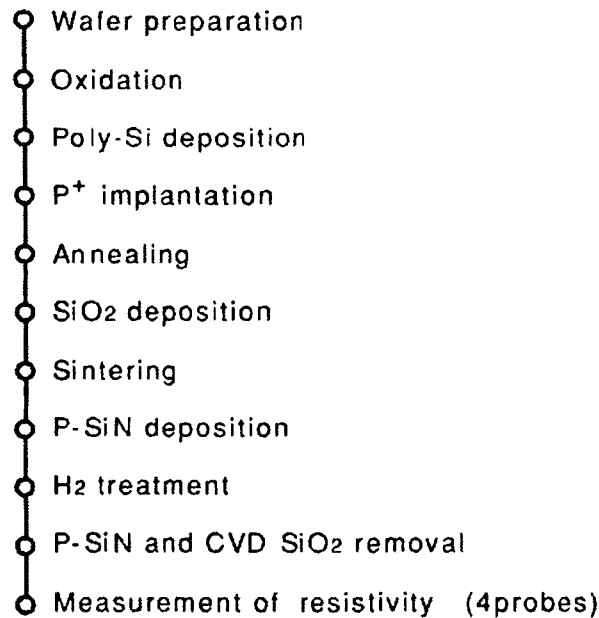 Wafer preparation
Oxidation
Poly-Si deposition
P⁺ implantation
Annealing
SiO₂ deposition
Sintering
P-SiN deposition
H₂ treatment
P-SiN and CVD SiO₂ removal
Measurement of resistivity (4probes)